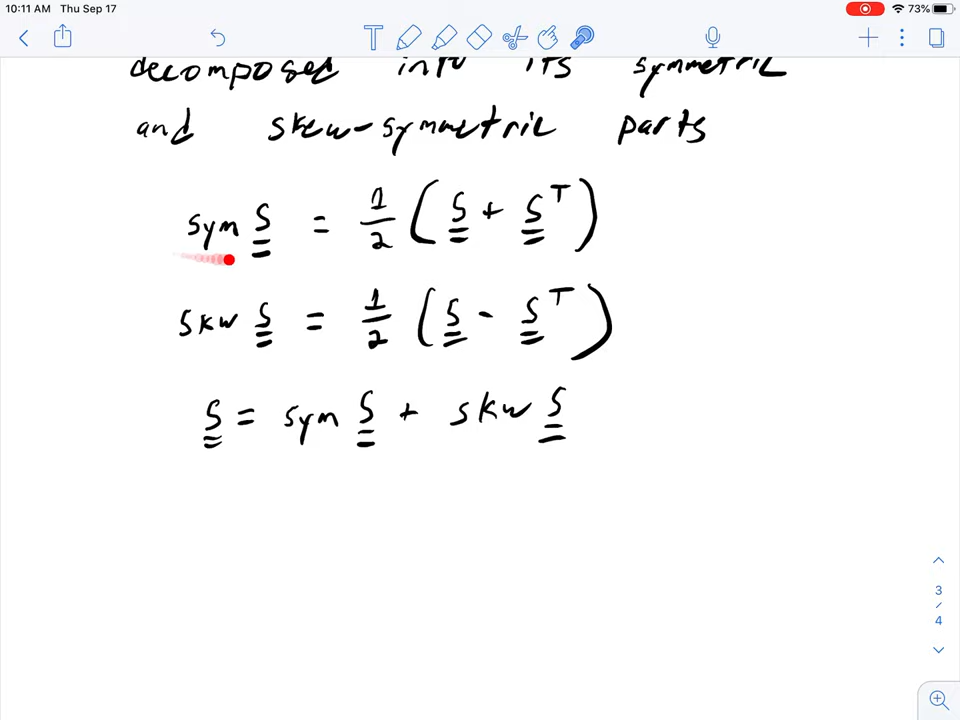 10:11 AM Thu Sep 17
73%
decomposed into its symmetric
and skew-symmetric parts
sym S = 1/2 ( S + S^T )
skw S = 1/2 ( S - S^T )
S = sym S + skw S
3
/
4